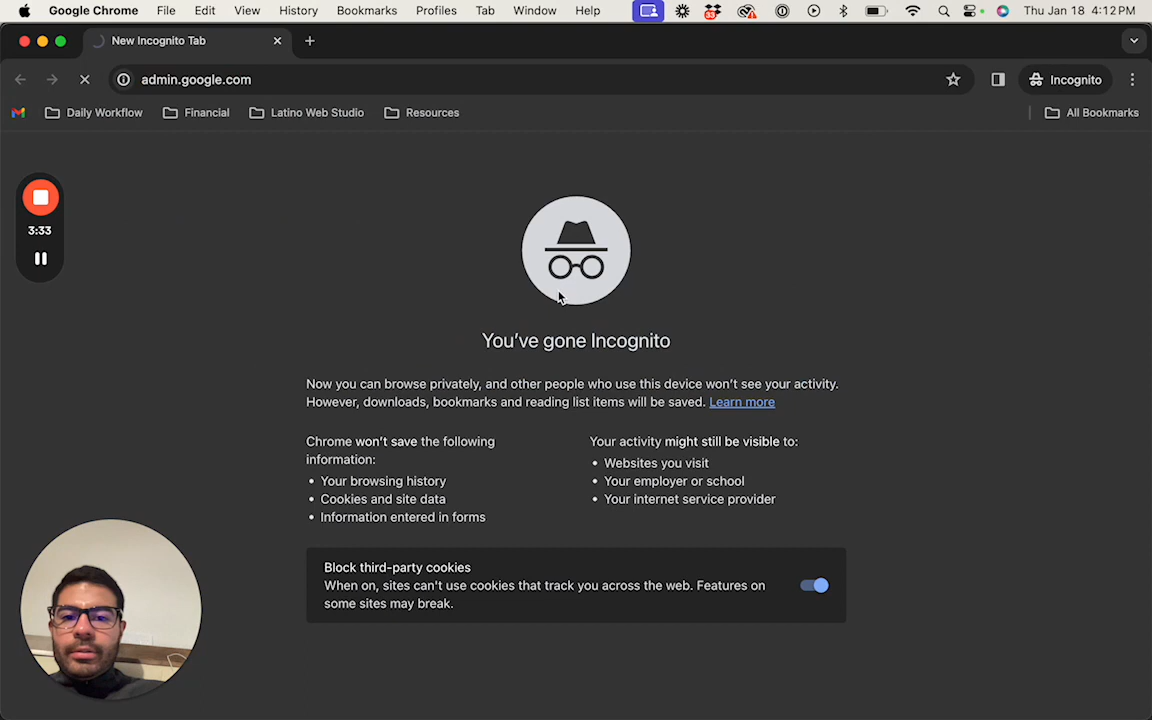 Google Chrome File Edit View History Bookmarks Profiles Tab Window Help 83 Thu Jan 18 4:12 PM
New Incognito Tab
admin.google.com Incognito
Daily Workflow Financial Latino Web Studio Resources All Bookmarks
3:33
You've gone Incognito
Now you can browse privately, and other people who use this device won't see your activity.
However, downloads, bookmarks and reading list items will be saved. Learn more
Chrome won't save the following
information:
• Your browsing history
• Cookies and site data
• Information entered in forms
Your activity might still be visible to:
• Websites you visit
• Your employer or school
• Your internet service provider
Block third-party cookies
When on, sites can't use cookies that track you across the web. Features on
some sites may break.